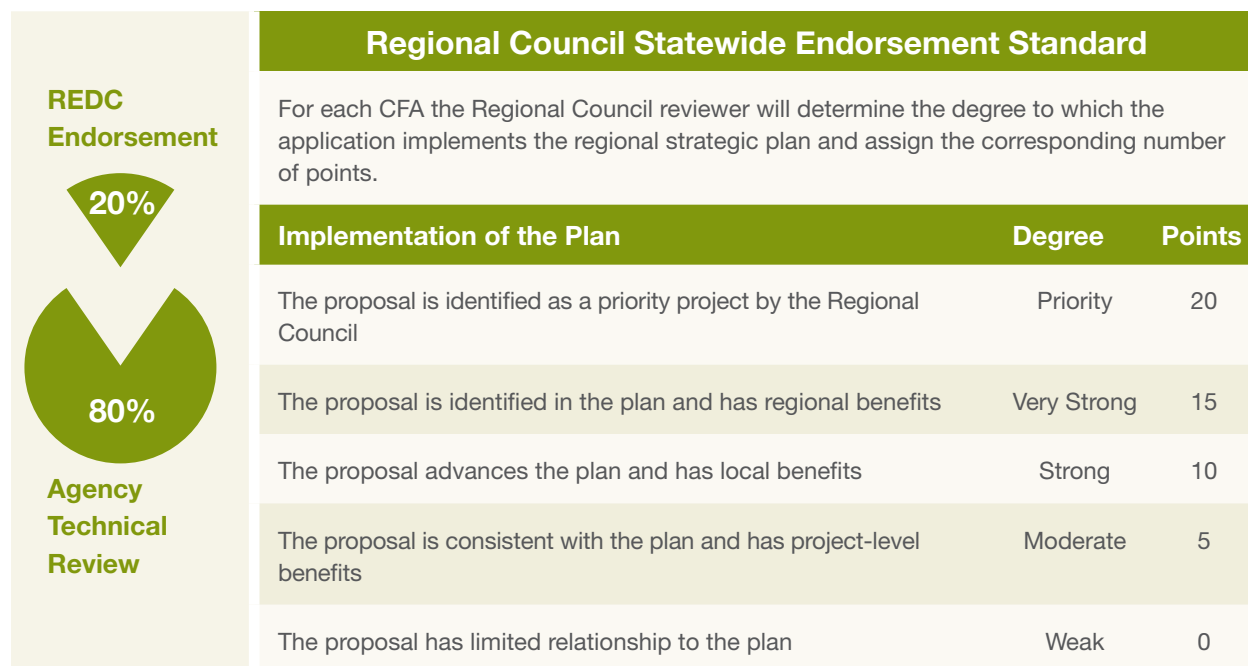 REDC
Endorsement
20%
80%
Agency
Technical
Review
Regional Council Statewide Endorsement Standard
For each CFA the Regional Council reviewer will determine the degree to which the
application implements the regional strategic plan and assign the corresponding number
of points.
Implementation of the Plan Degree Points
The proposal is identified as a priority project by the Regional Priority 20
Council
The proposal is identified in the plan and has regional benefits Very Strong 15
The proposal advances the plan and has local benefits Strong 10
The proposal is consistent with the plan and has project-level Moderate 5
benefits
The proposal has limited relationship to the plan Weak 0